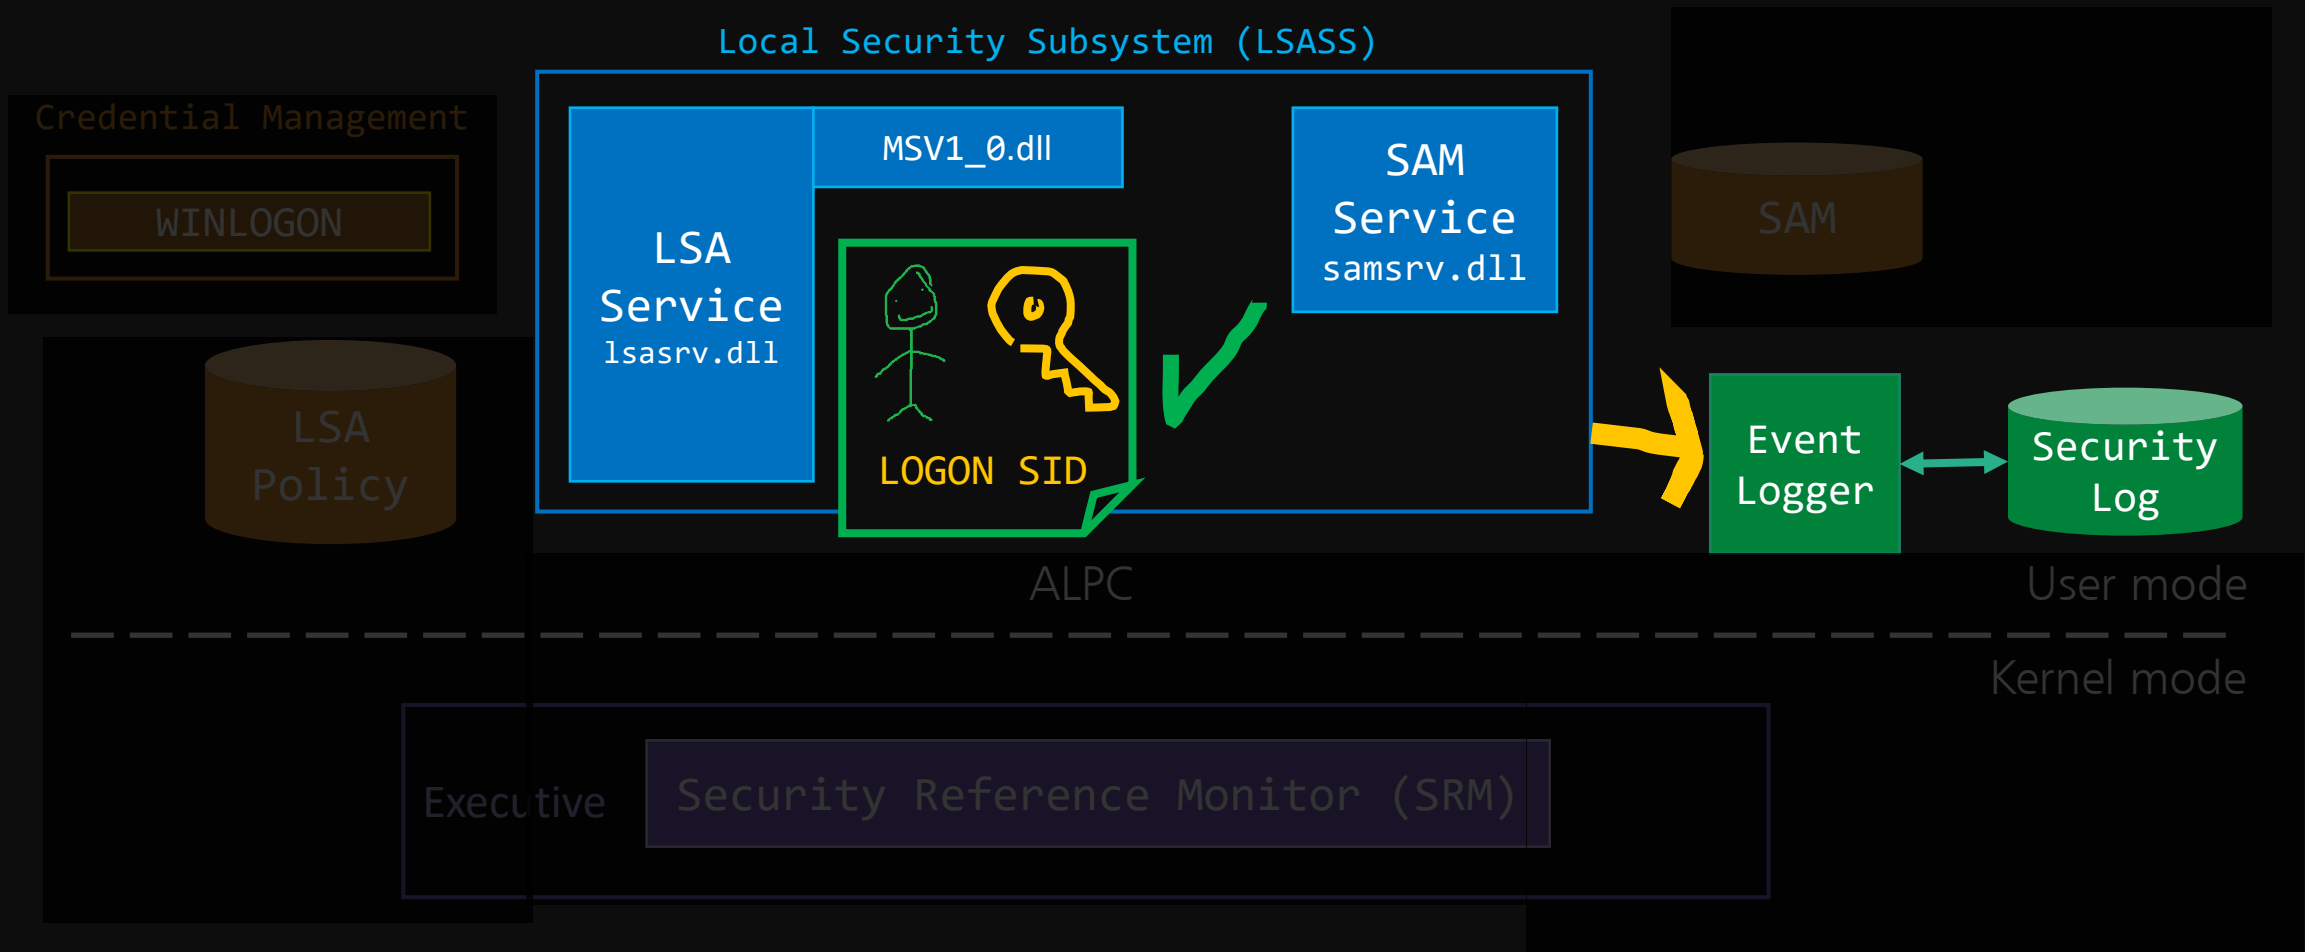 Local Security Subsystem (LSASS)
Credential Management
WINLOGON
LSA
Service
lsasrv.dll
MSV1_0.dll
SAM
Service
samsrv.dll
SAM
LSA
Policy
LOGON SID
Event
Logger
Security
Log
ALPC
User mode
Kernel mode
Executive
Security Reference Monitor (SRM)